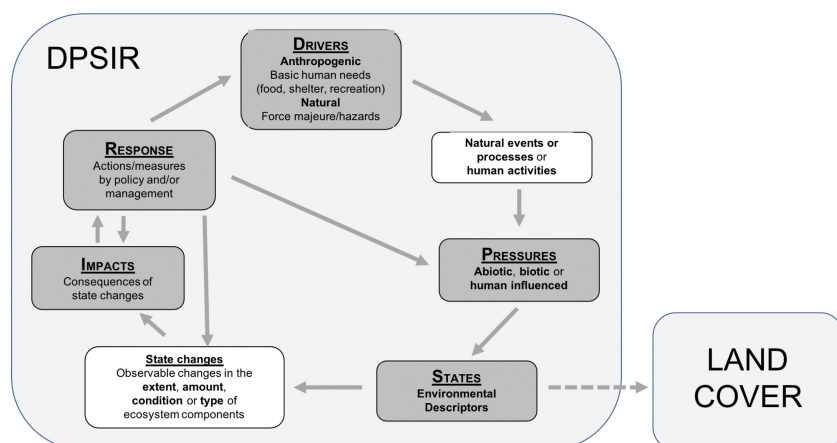 DPSIR
DRIVERS
Anthropogenic
Basic human needs
(food, shelter, recreation)
Natural
Force majeure/hazards
Natural events or
processes or
human activities
RESPONSE
Actions/measures
by policy and/or
management
PRESSURES
Abiotic, biotic or
human influenced
IMPACTS
Consequences of
state changes
State changes
Observable changes in the
extent, amount,
condition or type of
ecosystem components
STATES
Environmental
Descriptors
LAND
COVER